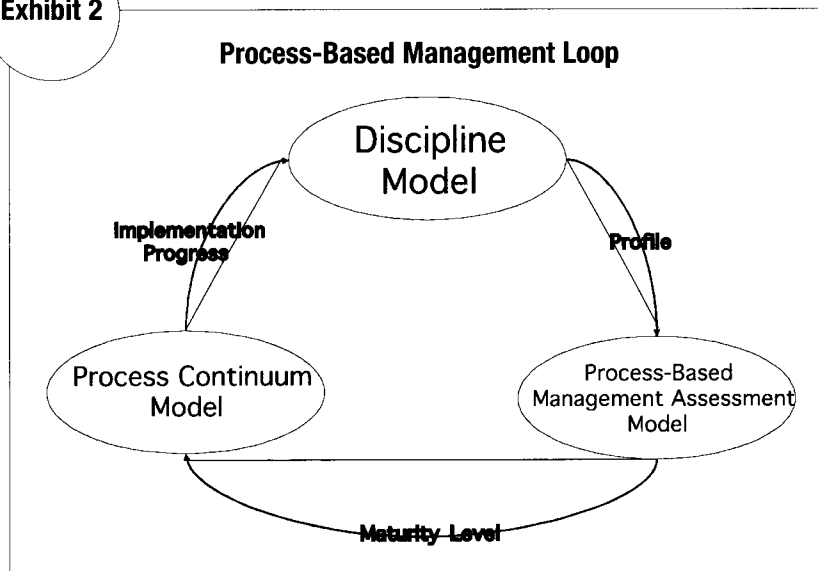 Exhibit 2
Process-Based Management Loop
Discipline
Model
Implementation
Progress
Profile
Process Continuum
Model
Process-Based
Management Assessment
Model
Maturity Level